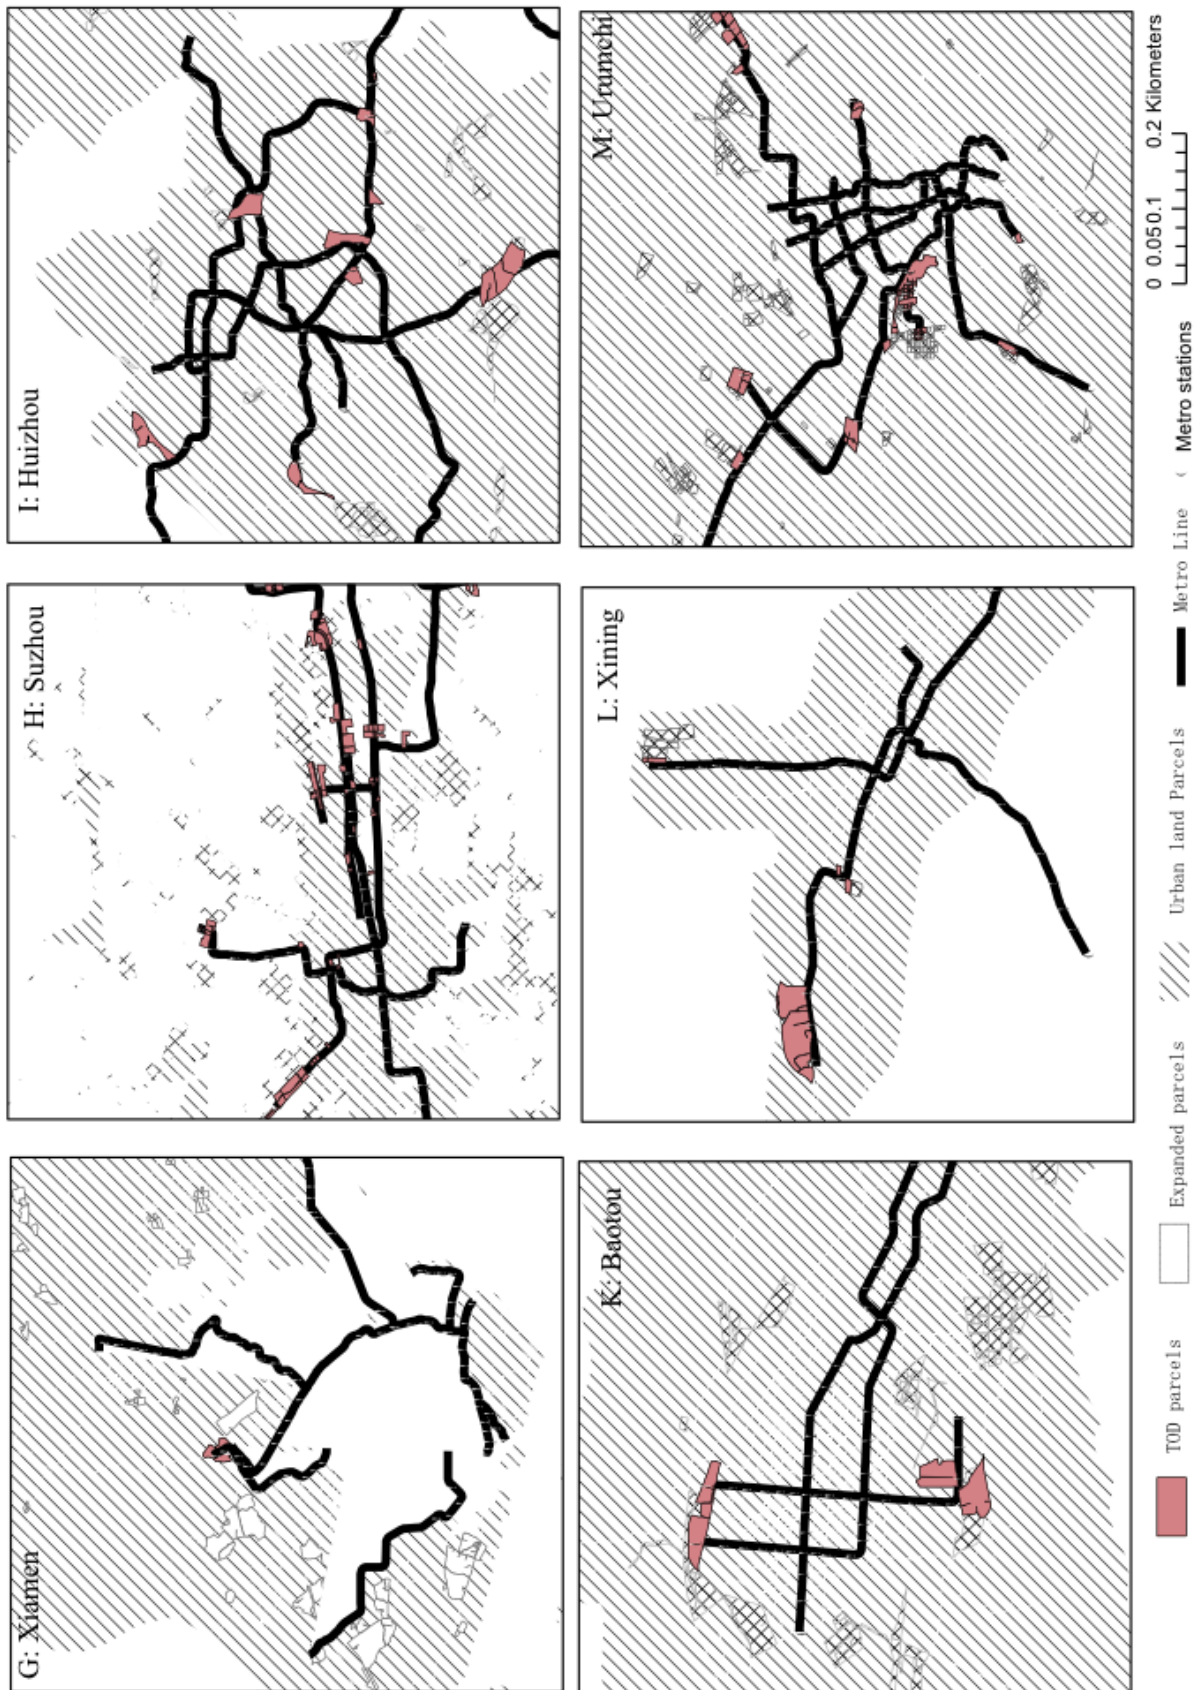 G: Xiamen
H: Suzhou
I: Huizhou
K: Baotou
L: Xining
M: Urumchi
TOD parcels
Expanded parcels
Urban land Parcels
Metro Line
Metro stations
0 0.050.1 0.2 Kilometers